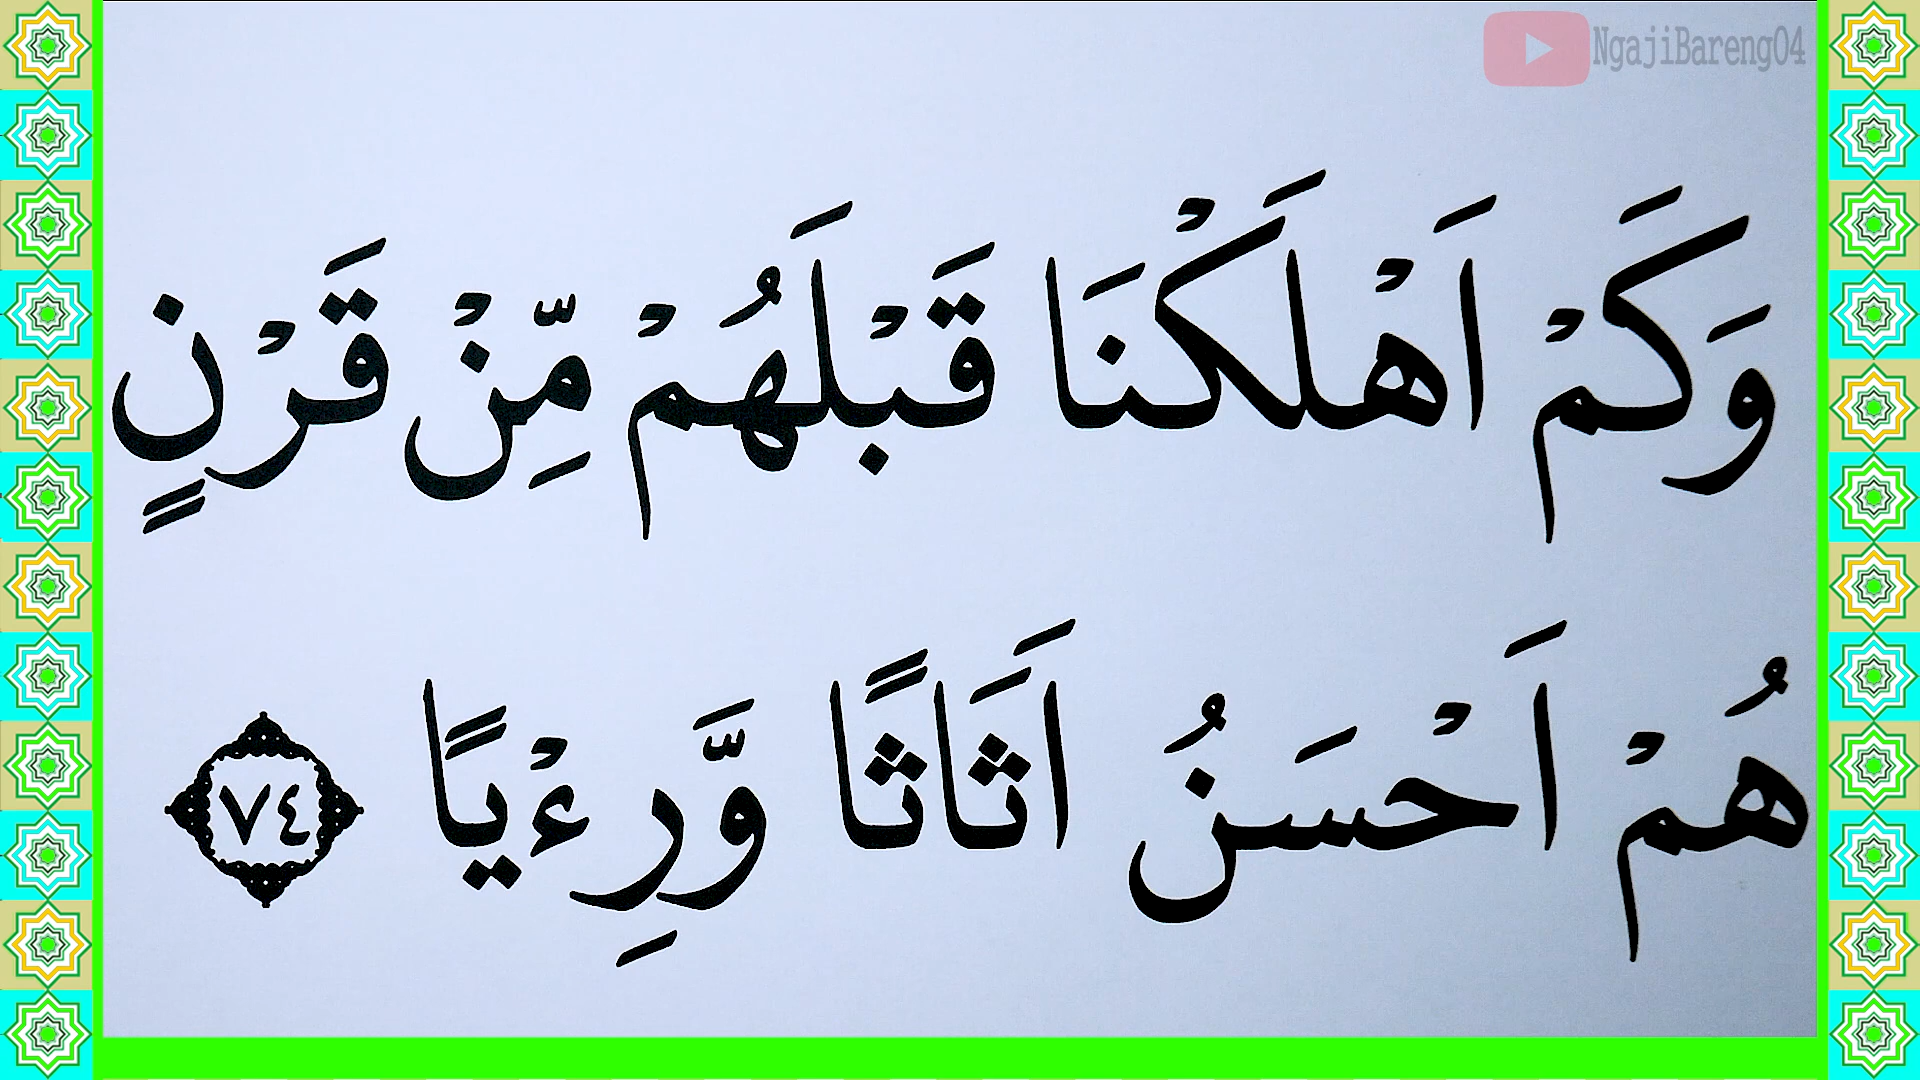 NgajiBareng04
وَكَمْ اَهْلَكْنَا قَبْلَهُمْ مِّنْ قَرْنٍ
هُمْ اَحْسَنُ اَثَاثًا وَّرِءْيًا ٧٤